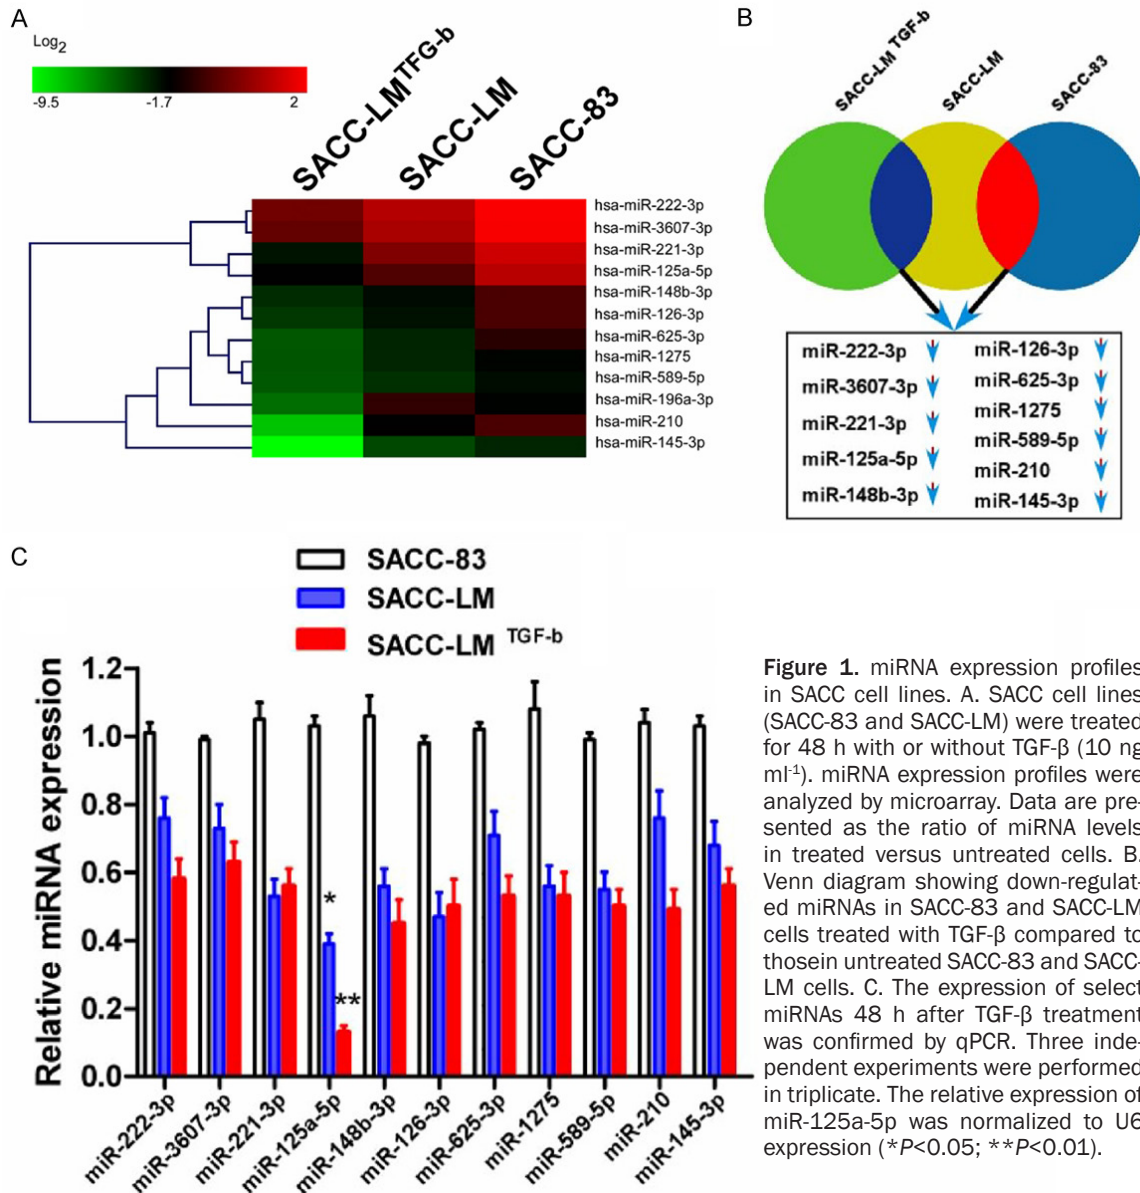 A
Log2
-9.5 -1.7 2
SACC-LM TFG-b
SACC-LM
SACC-83
hsa-miR-222-3p
hsa-miR-3607-3p
hsa-miR-221-3p
hsa-miR-125a-5p
hsa-miR-148b-3p
hsa-miR-126-3p
hsa-miR-625-3p
hsa-miR-1275
hsa-miR-589-5p
hsa-miR-196a-3p
hsa-miR-210
hsa-miR-145-3p
B
SACC-LM TGF-b
SACC-LM
SACC-83
miR-222-3p
miR-3607-3p
miR-221-3p
miR-125a-5p
miR-148b-3p
miR-126-3p
miR-625-3p
miR-1275
miR-589-5p
miR-210
miR-145-3p
C
SACC-83
SACC-LM
SACC-LM TGF-b
Relative miRNA expression
1.2
1.0
0.8
0.6
0.4
0.2
0.0
*
**
miR-222-3p
miR-3607-3p
miR-221-3p
miR-125a-5p
miR-148b-3p
miR-126-3p
miR-625-3p
miR-1275
miR-589-5p
miR-210
miR-145-3p
Figure 1. miRNA expression profiles
in SACC cell lines. A. SACC cell lines
(SACC-83 and SACC-LM) were treated
for 48 h with or without TGF-β (10 ng
ml-1). miRNA expression profiles were
analyzed by microarray. Data are pre-
sented as the ratio of miRNA levels
in treated versus untreated cells. B.
Venn diagram showing down-regulat-
ed miRNAs in SACC-83 and SACC-LM
cells treated with TGF-β compared to
thosein untreated SACC-83 and SACC-
LM cells. C. The expression of select
miRNAs 48 h after TGF-β treatment
was confirmed by qPCR. Three inde-
pendent experiments were performed
in triplicate. The relative expression of
miR-125a-5p was normalized to U6
expression (*P<0.05; **P<0.01).